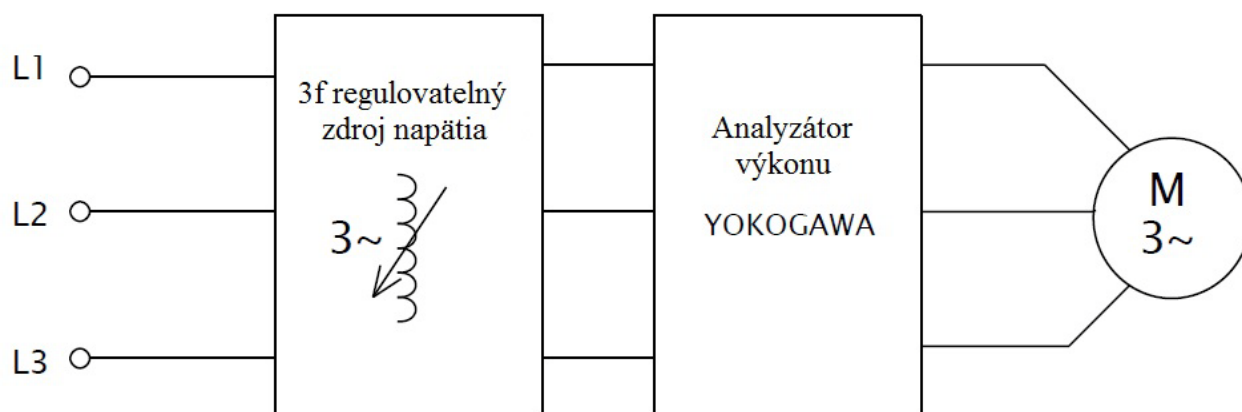 L1
3f regulovatelný
zdroj napätia
Analyzátor
výkonu
M
L2
3~
YOKOGAWA
3~
L3